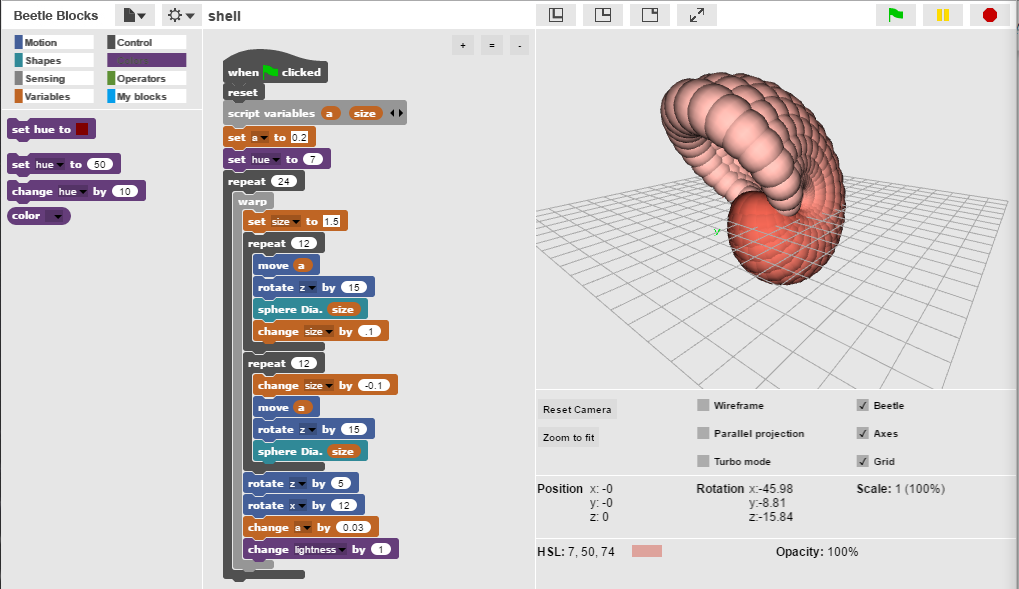 Beetle Blocks
shell
Motion
Control
Shapes
Sensing
Operators
Variables
My blocks
set hue to
set hue to 50
change hue by 10
color
+ = -
when clicked
reset
script variables a size
set a to 0.2
set hue to 7
repeat 24
warp
set size to 1.5
repeat 12
move a
rotate z by 15
sphere Dia. size
change size by .1
repeat 12
change size by -0.1
move a
rotate z by 15
sphere Dia. size
rotate z by 5
rotate x by 12
change a by 0.03
change lightness by 1
Y
Reset Camera
Wireframe
Beetle
Zoom to fit
Parallel projection
Axes
Turbo mode
Grid
Position x: -0
y: -0
z: 0
Rotation x:-45.98
y:-8.81
z:-15.84
Scale: 1 (100%)
HSL: 7, 50, 74
Opacity: 100%